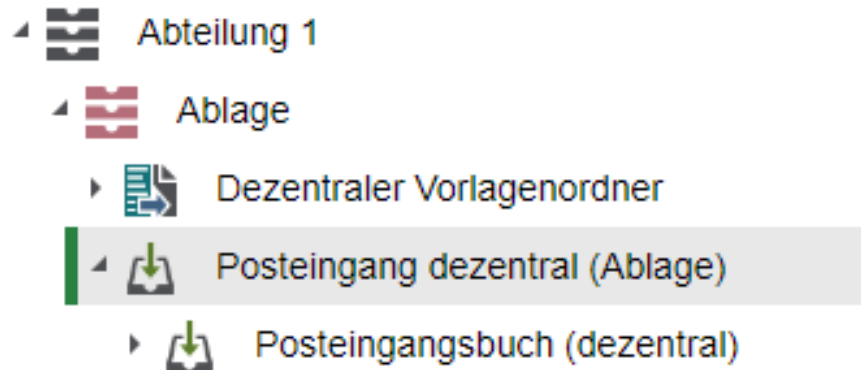 Abteilung 1
Ablage
Dezentraler Vorlagenordner
Posteingang dezentral (Ablage)
Posteingangsbuch (dezentral)